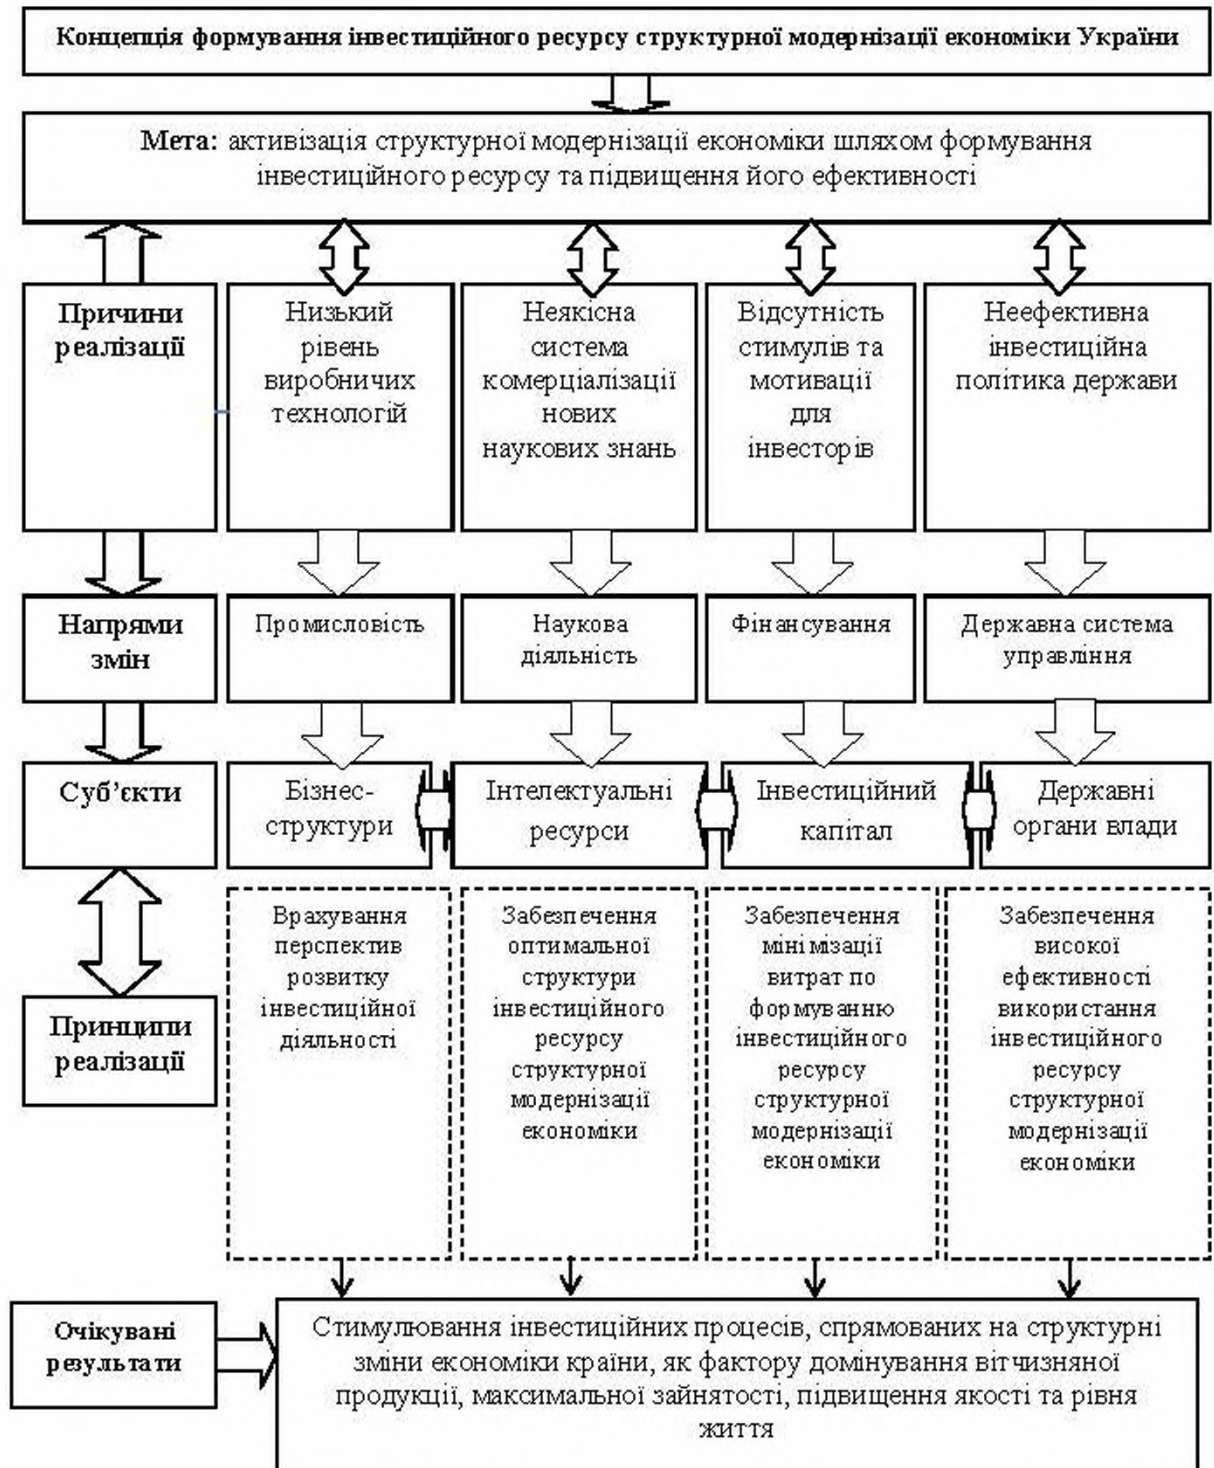 Концепція формування інвестиційного ресурсу структурної модернізації економіки України
Мета: активізація структурної модернізації економіки шляхом формування
інвестиційного ресурсу та підвищення його ефективності
Причини
реалізації
Низький
рівень
виробничих
технологій
Неякісна
система
комерціалізації
нових
наукових знань
Відсутність
стимулів та
мотивації
для
інвесторів
Неефективна
інвестиційна
політика держави
Напрями
змін
Промисловість
Наукова
діяльність
Фінансування
Державна система
управління
Суб’єкти
Бізнес-
структури
Інтелектуальні
ресурси
Інвестиційний
капітал
Державні
органи влади
Принципи
реалізації
Врахування
перспектив
розвитку
інвестиційної
діяльності
Забезпечення
оптимальної
структури
інвестиційного
ресурсу
структурної
модернізації
економіки
Забезпечення
мінімізації
витрат по
формуванню
інвестиційного
ресурсу
структурної
модернізації
економіки
Забезпечення
високої
ефективності
використання
інвестиційного
ресурсу
структурної
модернізації
економіки
Очікувані
результати
Стимулювання інвестиційних процесів, спрямованих на структурні
зміни економіки країни, як фактору домінування вітчизняної
продукції, максимальної зайнятості, підвищення якості та рівня
життя